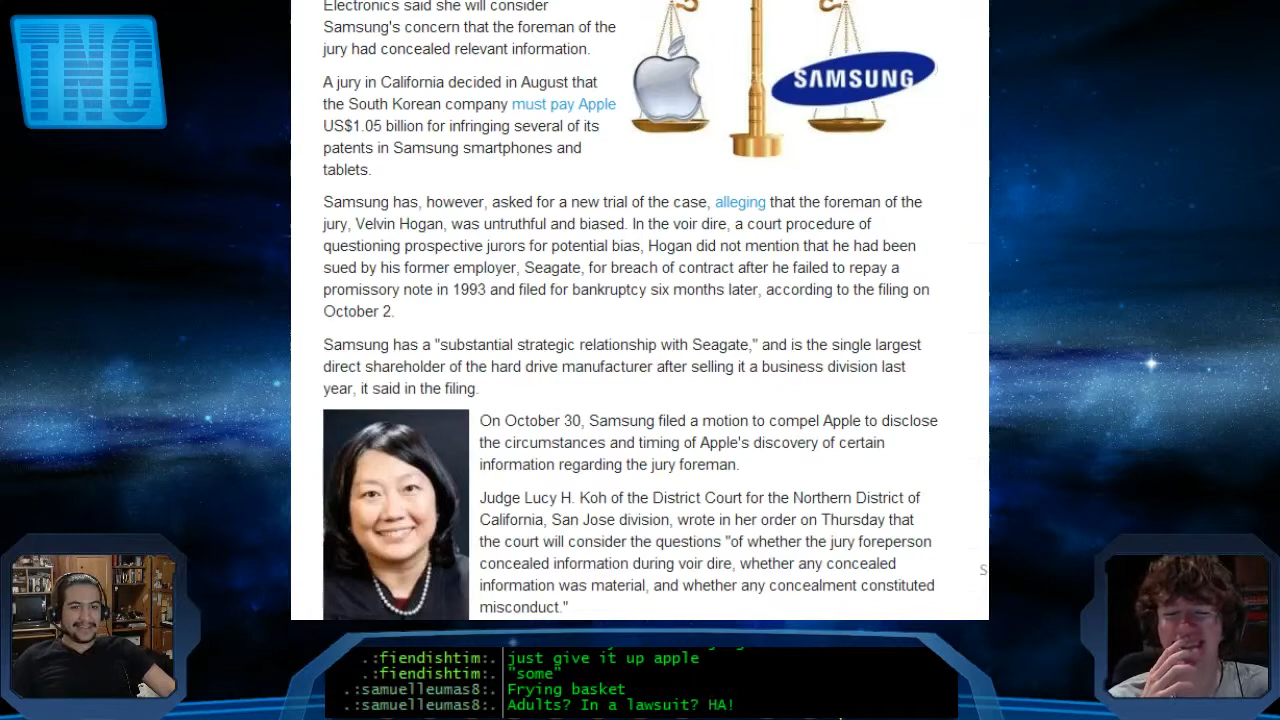 TNC
Electronics said she will consider
Samsung's concern that the foreman of the
jury had concealed relevant information.
SAMSUNG
A jury in California decided in August that
the South Korean company must pay Apple
US$1.05 billion for infringing several of its
patents in Samsung smartphones and
tablets.
Samsung has, however, asked for a new trial of the case, alleging that the foreman of the
jury, Velvin Hogan, was untruthful and biased. In the voir dire, a court procedure of
questioning prospective jurors for potential bias, Hogan did not mention that he had been
sued by his former employer, Seagate, for breach of contract after he failed to repay a
promissory note in 1993 and filed for bankruptcy six months later, according to the filing on
October 2.
Samsung has a "substantial strategic relationship with Seagate," and is the single largest
direct shareholder of the hard drive manufacturer after selling it a business division last
year, it said in the filing.
On October 30, Samsung filed a motion to compel Apple to disclose
the circumstances and timing of Apple's discovery of certain
information regarding the jury foreman.
Judge Lucy H. Koh of the District Court for the Northern District of
California, San Jose division, wrote in her order on Thursday that
the court will consider the questions "of whether the jury foreperson
concealed information during voir dire, whether any concealed
information was material, and whether any concealment constituted
misconduct."
S
.:fiendishtim:. just give it up apple
.:fiendishtim:. "some"
.:samuelleumas8:. Frying basket
.:samuelleumas8:. Adults? In a lawsuit? HA!